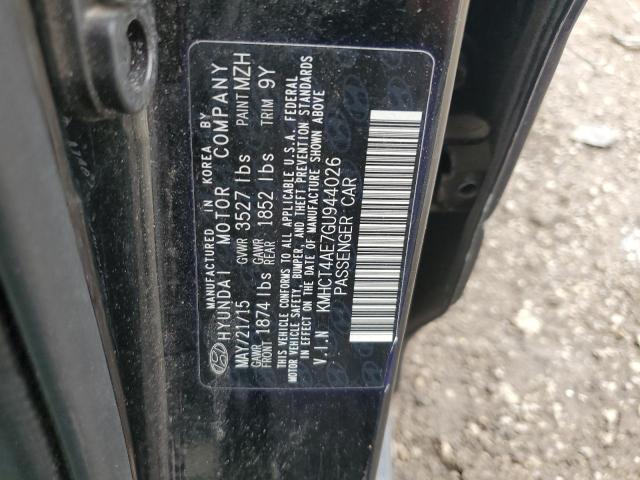 MANUFACTURED IN KOREA BY
HYUNDAI MOTOR COMPANY
MAY/21/15 GVWR 3527 lbs PAINT MZH
GAWR FRONT 1874 lbs GAWR REAR 1852 lbs TRIM 9Y
THIS VEHICLE CONFORMS TO ALL APPLICABLE U.S.A. FEDERAL
MOTOR VEHICLE SAFETY, BUMPER, AND THEFT PREVENTION STANDARDS
IN EFFECT ON THE DATE OF MANUFACTURE SHOWN ABOVE
V.I.N KMHCT4AE7GU944026
PASSENGER CAR